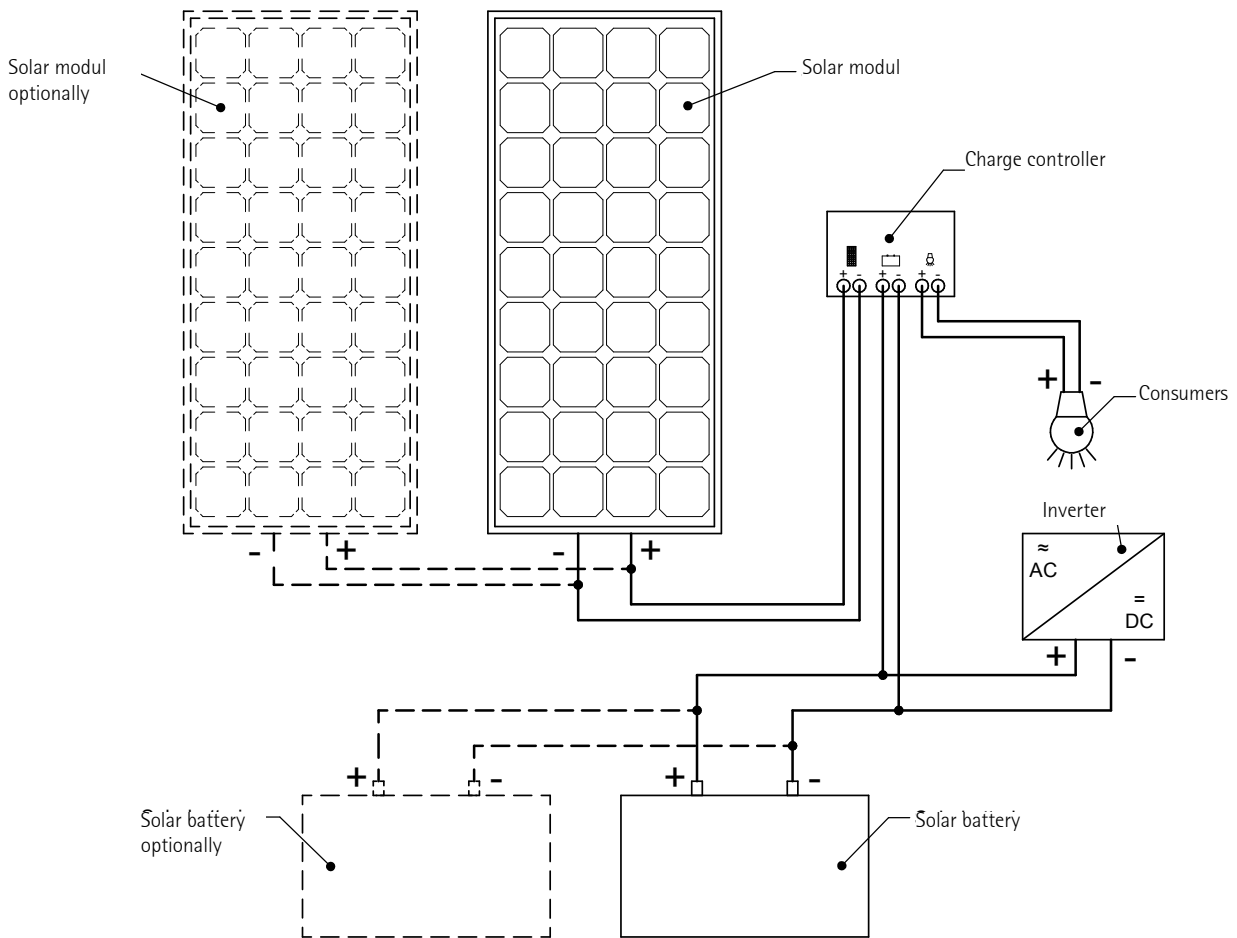 Solar modul
optionally
Solar modul
Charge controller
+ - + - + -
+ -
Consumers
Inverter
≈
AC
=
DC
- +
- +
+ -
+ -
+ -
Solar battery
optionally
Solar battery